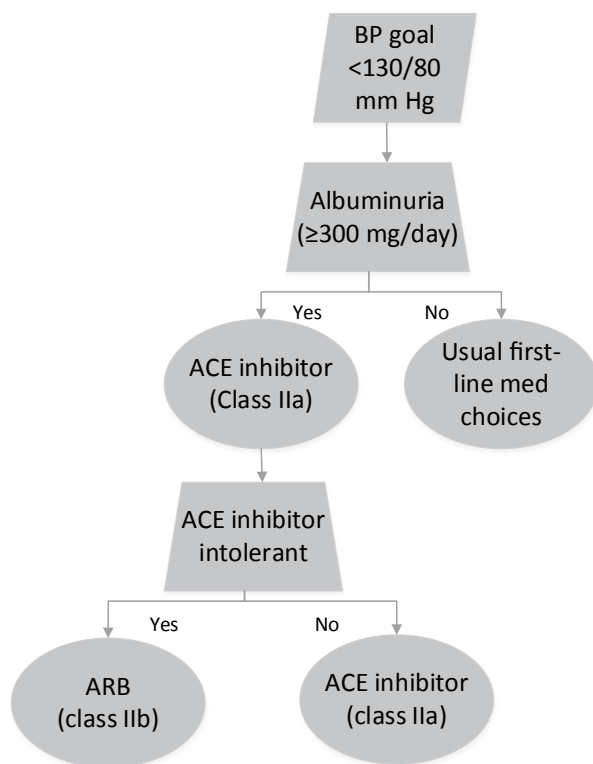 BP goal
<130/80
mm Hg
Albuminuria
(≥300 mg/day)
Yes
No
ACE inhibitor
(Class IIa)
Usual first-
line med
choices
ACE inhibitor
intolerant
Yes
No
ARB
(class IIb)
ACE inhibitor
(class IIa)